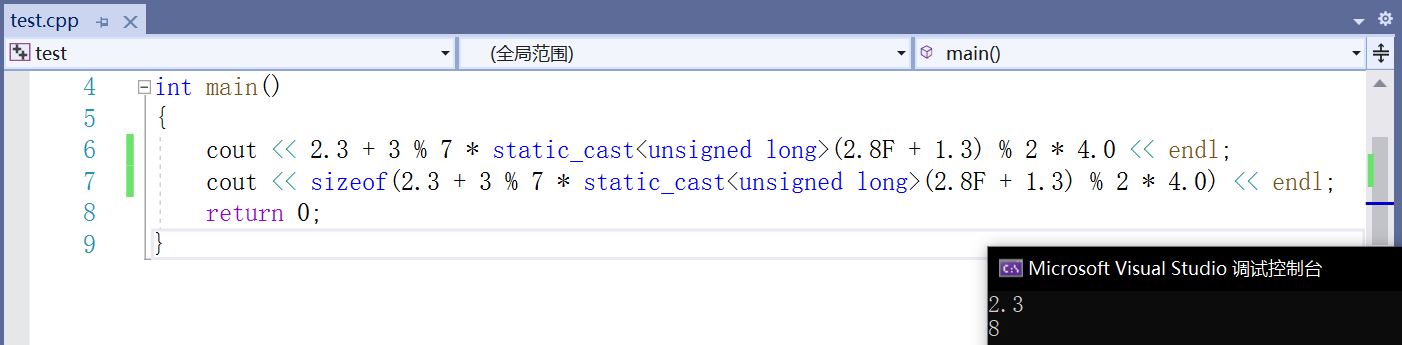 test.cpp
test
(全局范围)
main()
4 int main()
5 {
6 cout << 2.3 + 3 % 7 * static_cast<unsigned long>(2.8F + 1.3) % 2 * 4.0 << endl;
7 cout << sizeof(2.3 + 3 % 7 * static_cast<unsigned long>(2.8F + 1.3) % 2 * 4.0) << endl;
8 return 0;
9 }
C:\ Microsoft Visual Studio 调试控制台
2.3
8